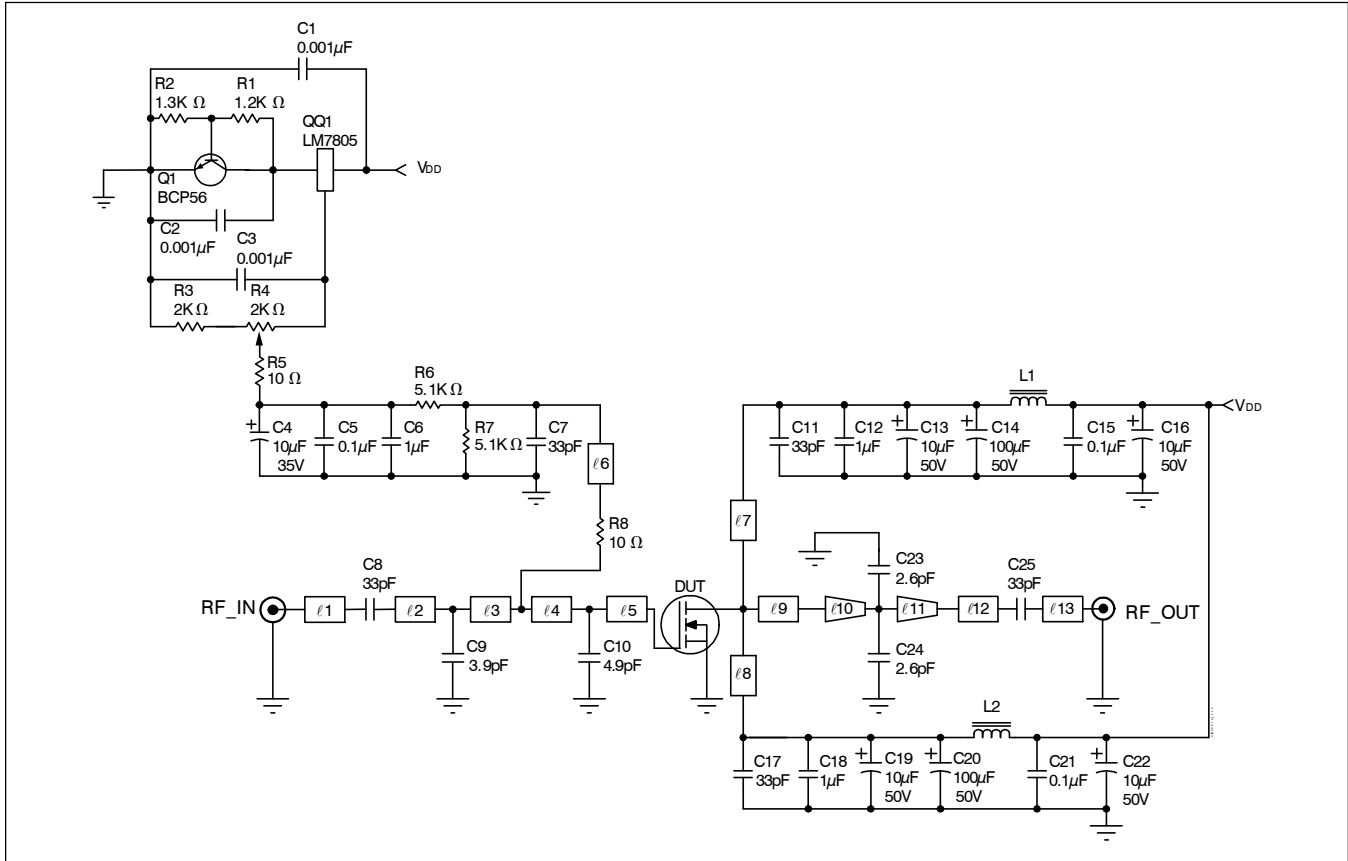 C1
0.001µF
R2
1.3K Ω
R1
1.2K Ω
QQ1
LM7805
VDD
Q1
BCP56
C2
0.001µF
C3
0.001µF
R3
2K Ω
R4
2K Ω
R5
10 Ω
R6
5.1K Ω
C4
10µF
35V
C5
0.1µF
C6
1µF
R7
5.1K Ω
C7
33pF
ℓ6
R8
10 Ω
L1
VDD
C11
33pF
C12
1µF
C13
10µF
50V
C14
100µF
50V
C15
0.1µF
C16
10µF
50V
ℓ7
RF_IN
ℓ1
C8
33pF
ℓ2
ℓ3
ℓ4
ℓ5
C9
3.9pF
C10
4.9pF
DUT
ℓ9
ℓ10
C23
2.6pF
ℓ11
ℓ12
C25
33pF
ℓ13
RF_OUT
C24
2.6pF
ℓ8
L2
C17
33pF
C18
1µF
C19
10µF
50V
C20
100µF
50V
C21
0.1µF
C22
10µF
50V